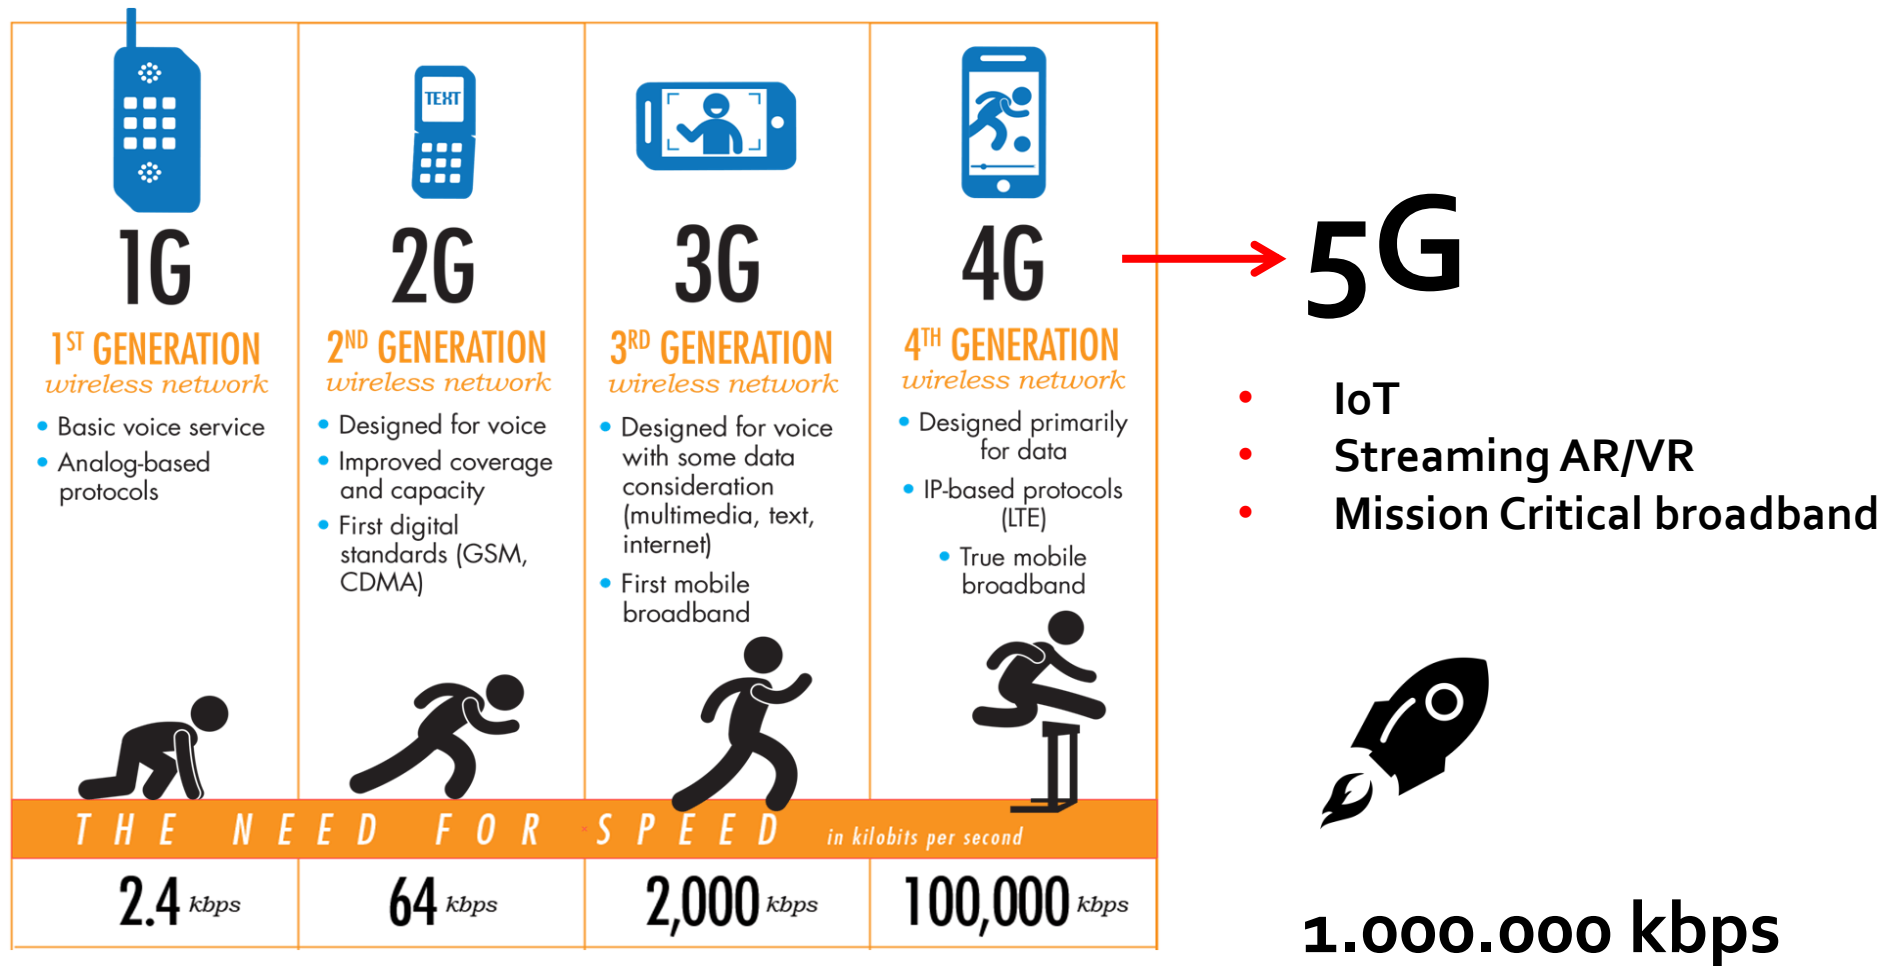 TEXT
1G
1ST GENERATION
wireless network
• Basic voice service
• Analog-based
protocols
2G
2ND GENERATION
wireless network
• Designed for voice
• Improved coverage
and capacity
• First digital
standards (GSM,
CDMA)
3G
3RD GENERATION
wireless network
• Designed for voice
with some data
consideration
(multimedia, text,
internet)
• First mobile
broadband
4G
4TH GENERATION
wireless network
• Designed primarily
for data
• IP-based protocols
(LTE)
• True mobile
broadband
5G
• IoT
• Streaming AR/VR
• Mission Critical broadband
THE NEED FOR SPEED in kilobits per second
2.4 kbps
64 kbps
2,000 kbps
100,000 kbps
1.000.000 kbps